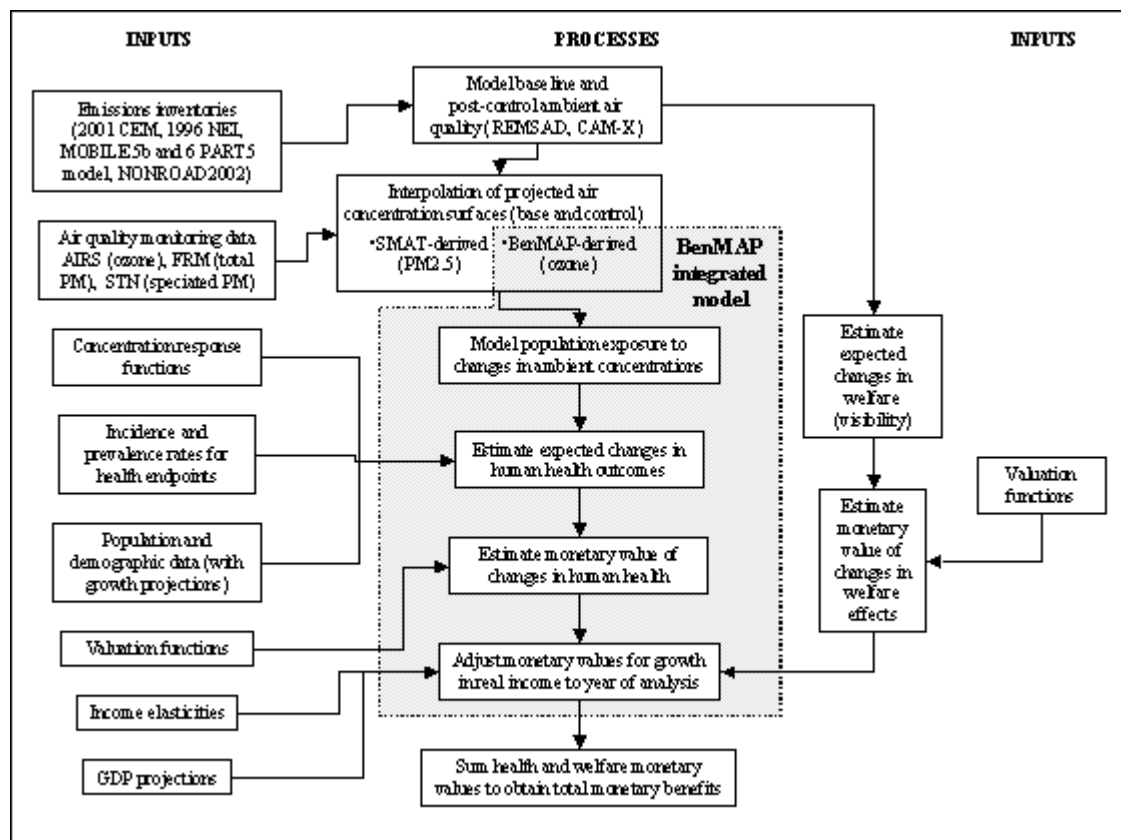 INPUTS
PROCESSES
INPUTS
Emissions inventories
(2001 CEM, 1996 NEI,
MOBILE 5b and 6 PART5
model, NONROAD2002)
Model base line and
post-control ambient air
quality (REMSAD, CAM-X)
Interpolation of projected air
concentration surfaces (base and control)
•SMAT-derived
(PM2.5)
•BenMAP-derived
(ozone)
Air quality monitoring data
AIRS (ozone), FRM (total
PM), STN (speciated PM)
BenMAP
integrated
model
Concentration response
functions
Model population exposure to
changes in ambient concentrations
Estimate
expected
changes in
welfare
(visibility)
Incidence and
prevalence rates for
health endpoints
Estimate expected changes in
human health outcomes
Valuation
functions
Population and
demographic data (with
growth projections)
Estimate monetary value of
changes in human health
Estimate
monetary
value of
changes in
welfare
effects
Valuation functions
Adjust monetary values for growth
in real income to year of analysis
Income elasticities
GDP projections
Sum health and welfare monetary
values to obtain total monetary benefits